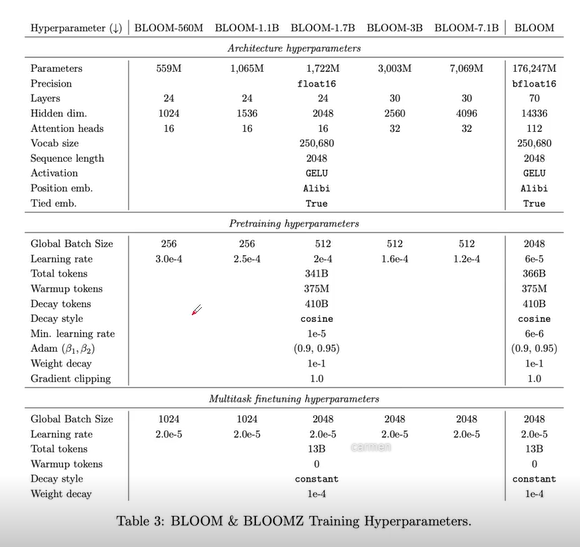 Hyperparameter (↓) BLOOM-560M BLOOM-1.1B BLOOM-1.7B BLOOM-3B BLOOM-7.1B BLOOM
Architecture hyperparameters
Parameters 559M 1,065M 1,722M 3,003M 7,069M 176,247M
Precision float16 bfloat16
Layers 24 24 24 30 30 70
Hidden dim. 1024 1536 2048 2560 4096 14336
Attention heads 16 16 16 32 32 112
Vocab size 250,680 250,680
Sequence length 2048 2048
Activation GELU GELU
Position emb. Alibi Alibi
Tied emb. True True
Pretraining hyperparameters
Global Batch Size 256 256 512 512 512 2048
Learning rate 3.0e-4 2.5e-4 2e-4 1.6e-4 1.2e-4 6e-5
Total tokens 341B 366B
Warmup tokens 375M 375M
Decay tokens 410B 410B
Decay style cosine cosine
Min. learning rate 1e-5 6e-6
Adam (β₁, β₂) (0.9, 0.95) (0.9, 0.95)
Weight decay 1e-1 1e-1
Gradient clipping 1.0 1.0
Multitask finetuning hyperparameters
Global Batch Size 1024 1024 2048 2048 2048 2048
Learning rate 2.0e-5 2.0e-5 2.0e-5 2.0e-5 2.0e-5 2.0e-5
Total tokens 13B carmen 13B
Warmup tokens 0 0
Decay style constant constant
Weight decay 1e-4 1e-4
Table 3: BLOOM & BLOOMZ Training Hyperparameters.